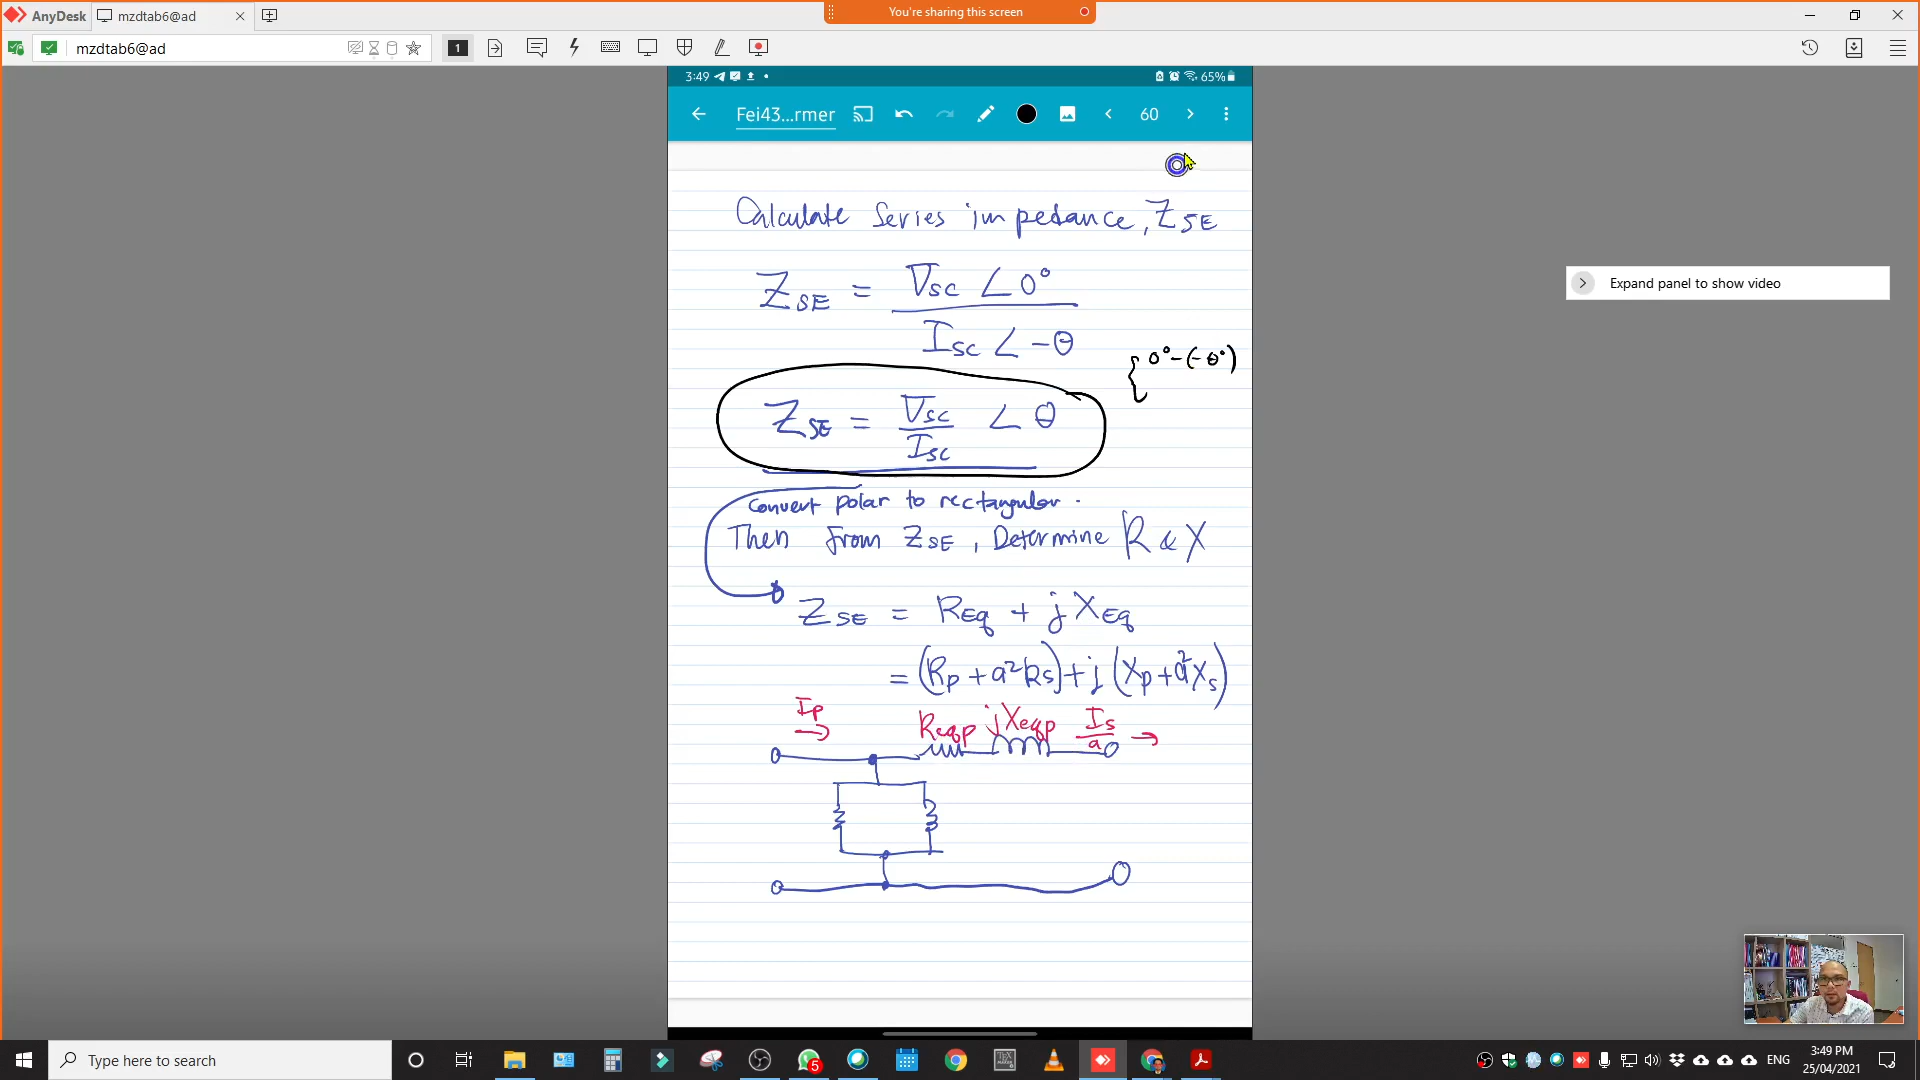 AnyDesk
mzdtab6@ad
You're sharing this screen
mzdtab6@ad
1
3:49
65%
Fei43...rmer
60
Calculate Series impedance, ZSE
ZSE = VSC ∠0°
ISC ∠-θ
{0°-(-θ°)
ZSE = VSC ∠ θ
ISC
Convert polar to rectangular.
Then from ZSE, Determine R & X
ZSE = REq + jXEq
= (Rp + a²Rs) + j (Xp + a²Xs)
Ip
Reqp jXeqp Is
a
Expand panel to show video
Type here to search
5
ENG
3:49 PM
25/04/2021